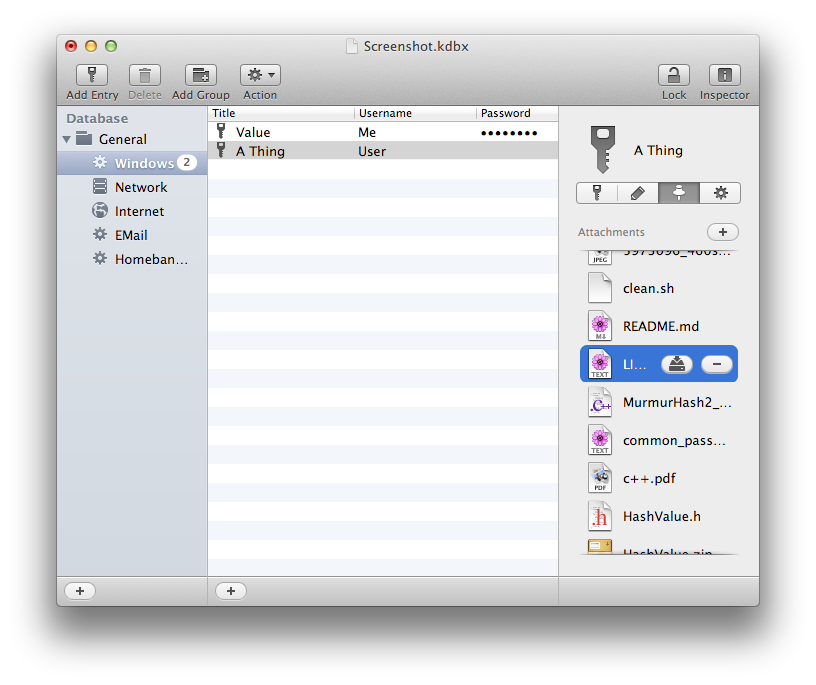 Screenshot.kdbx
Add Entry Delete Add Group Action Lock Inspector
Database
General
Windows 2
Network
Internet
EMail
Homeban...
Title Username Password
Value Me ••••••••
A Thing User
A Thing
Attachments
JPEG
clean.sh
README.md
M↓
LI...
TEXT
MurmurHash2_...
C++
common_pass...
TEXT
c++.pdf
PDF
HashValue.h
.h
HashValue.zip